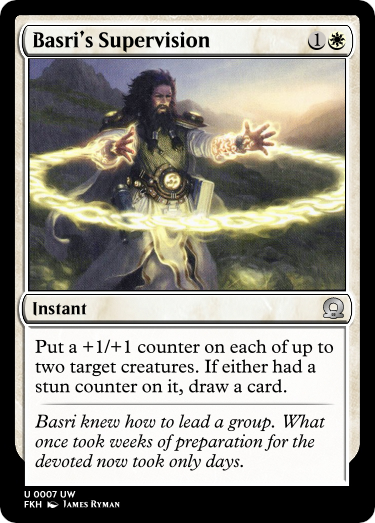 Basri's Supervision 1
Instant
Put a +1/+1 counter on each of up to
two target creatures. If either had a
stun counter on it, draw a card.
Basri knew how to lead a group. What
once took weeks of preparation for the
devoted now took only days.
U 0007 UW
FKH James Ryman